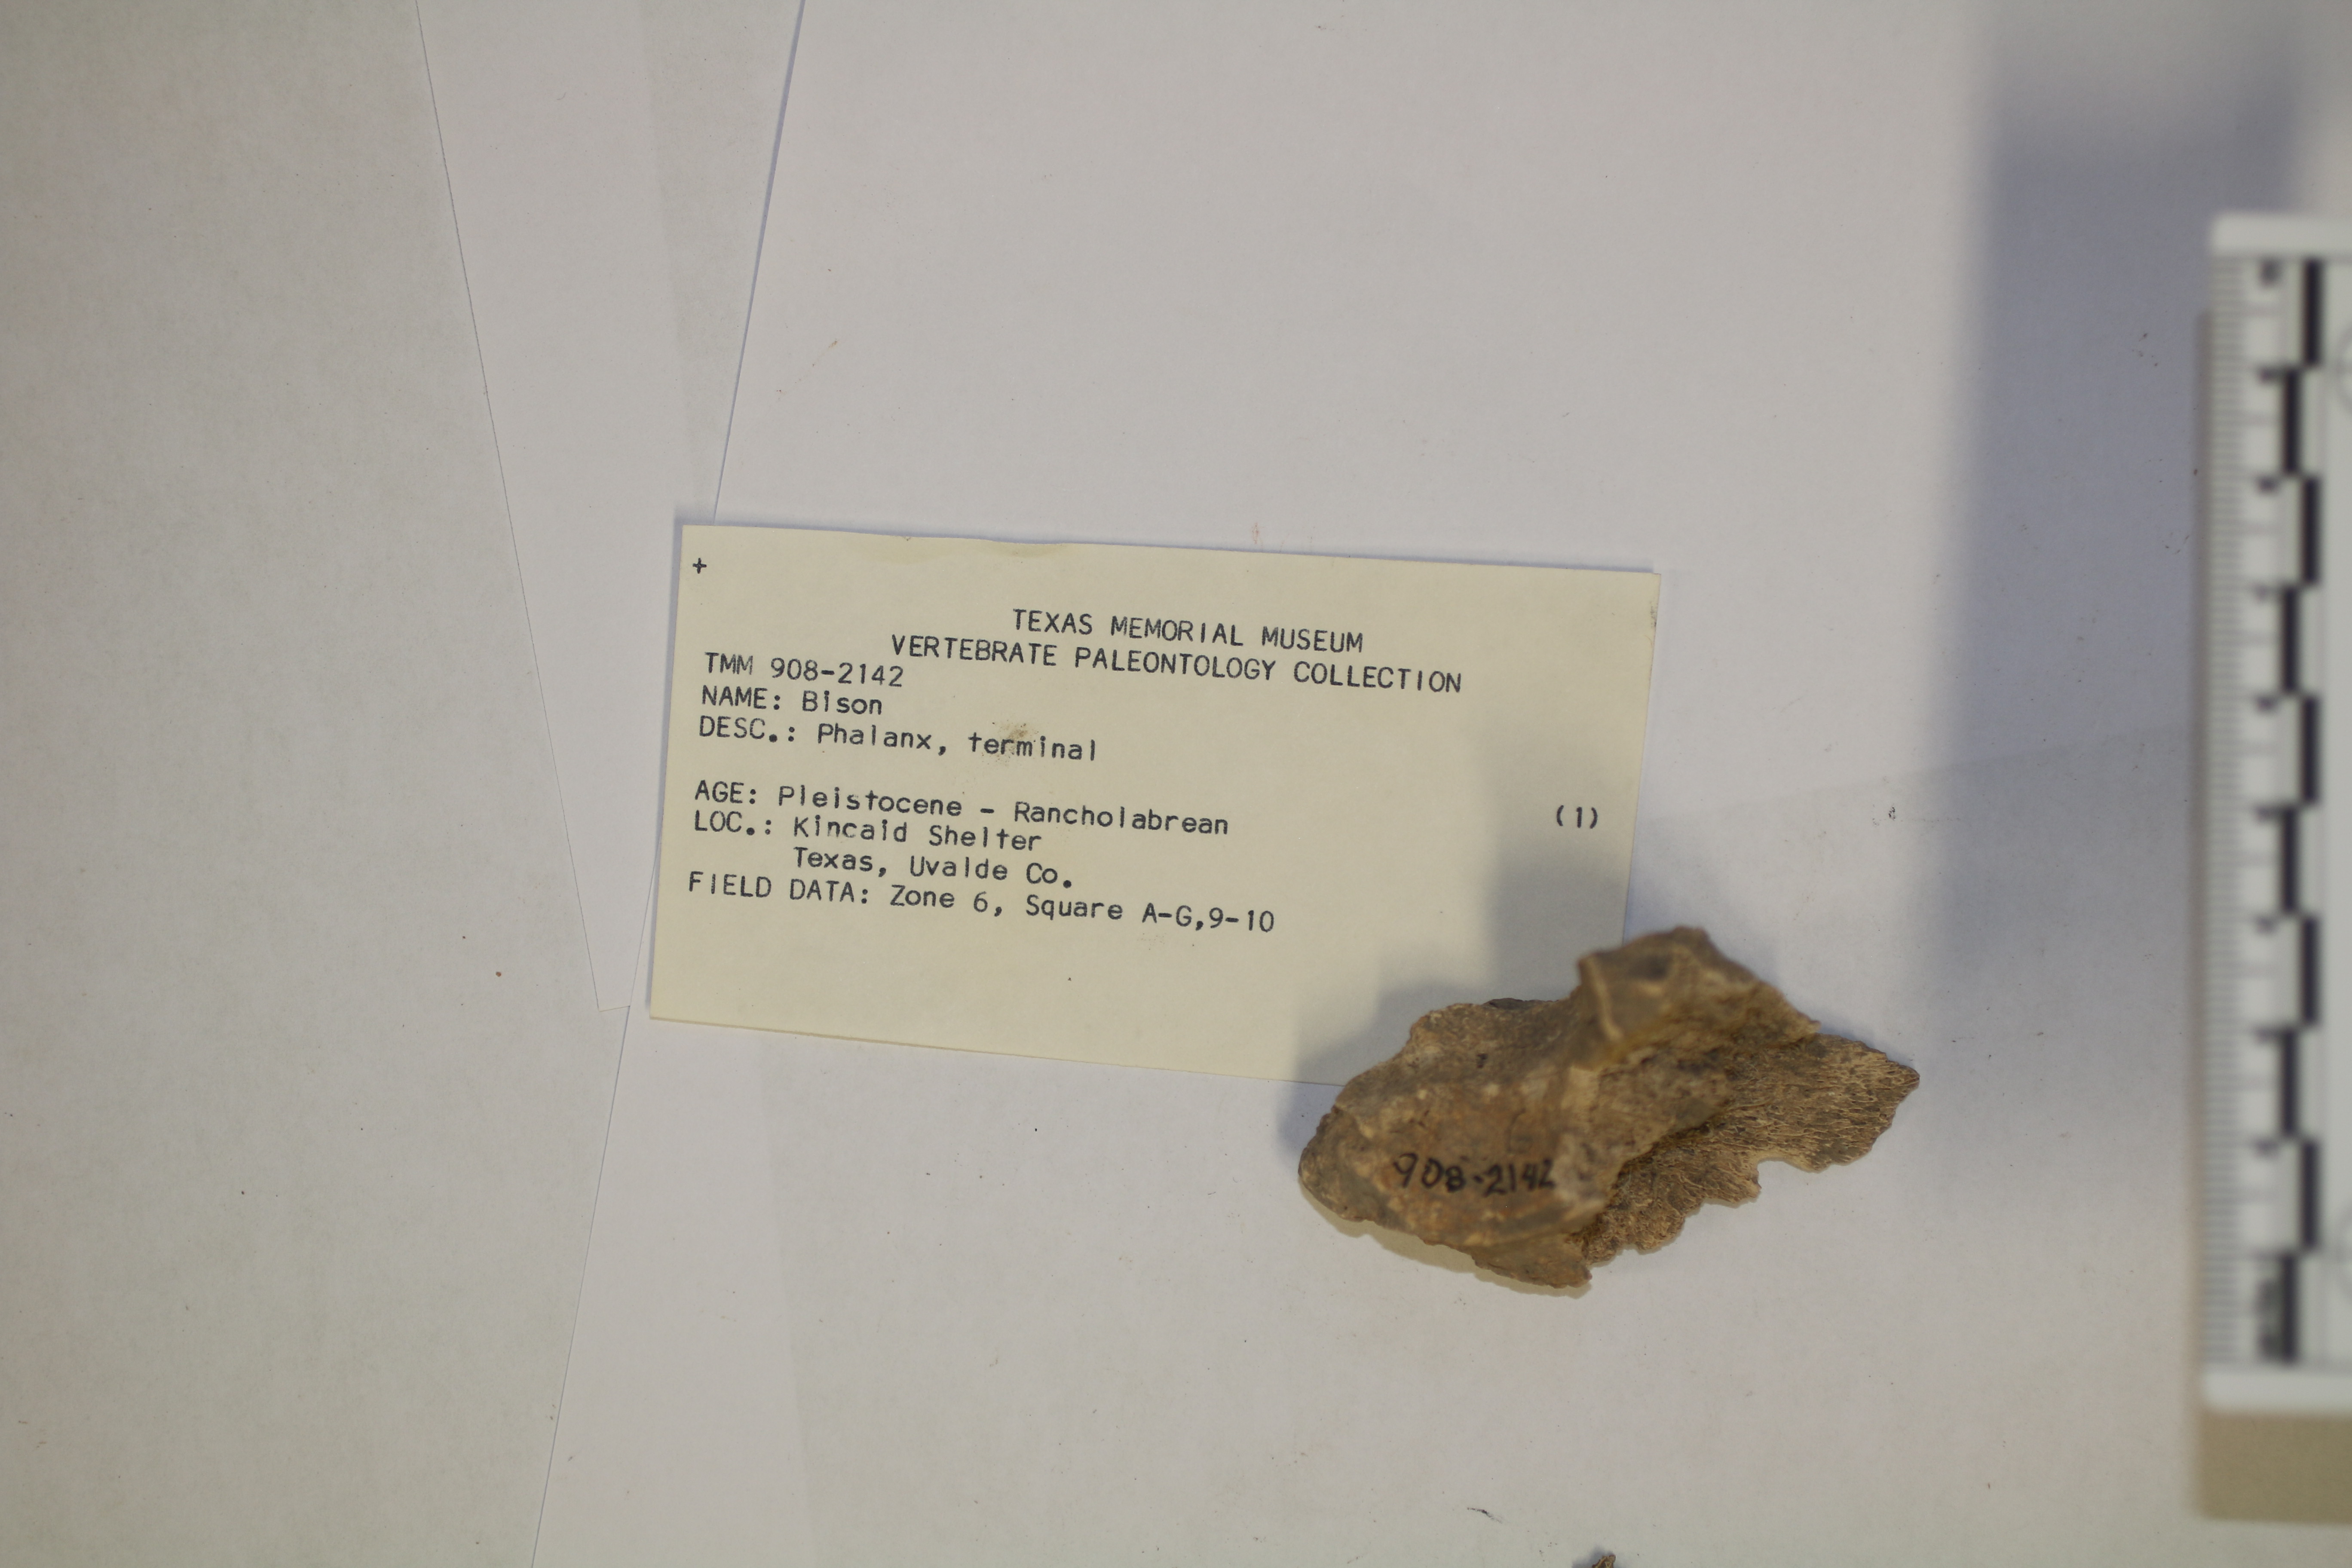 +
TEXAS MEMORIAL MUSEUM
VERTEBRATE PALEONTOLOGY COLLECTION
TMM 908-2142
NAME: Bison
DESC.: Phalanx, terminal
(1)
AGE: Pleistocene - Rancholabrean
LOC.: Kincaid Shelter
Texas, Uvalde Co.
FIELD DATA: Zone 6, Square A-G,9-10
908-2142